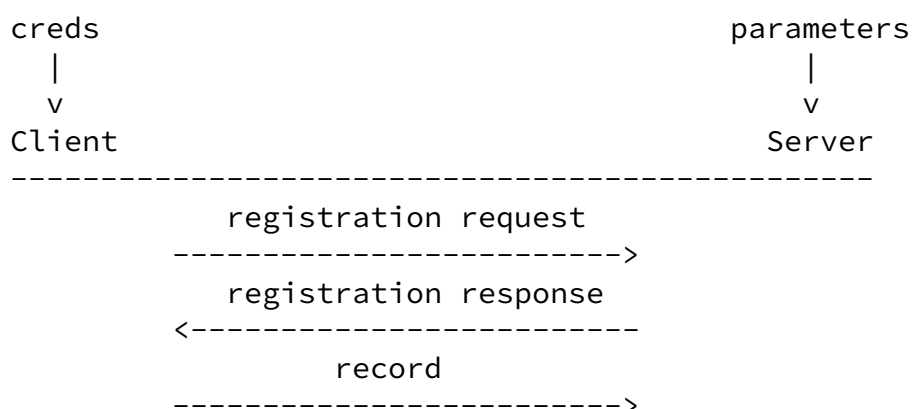 creds parameters
| |
v v
Client Server
------------------------------------------------
registration request
------------------------->
registration response
<-------------------------
record
------------------------->